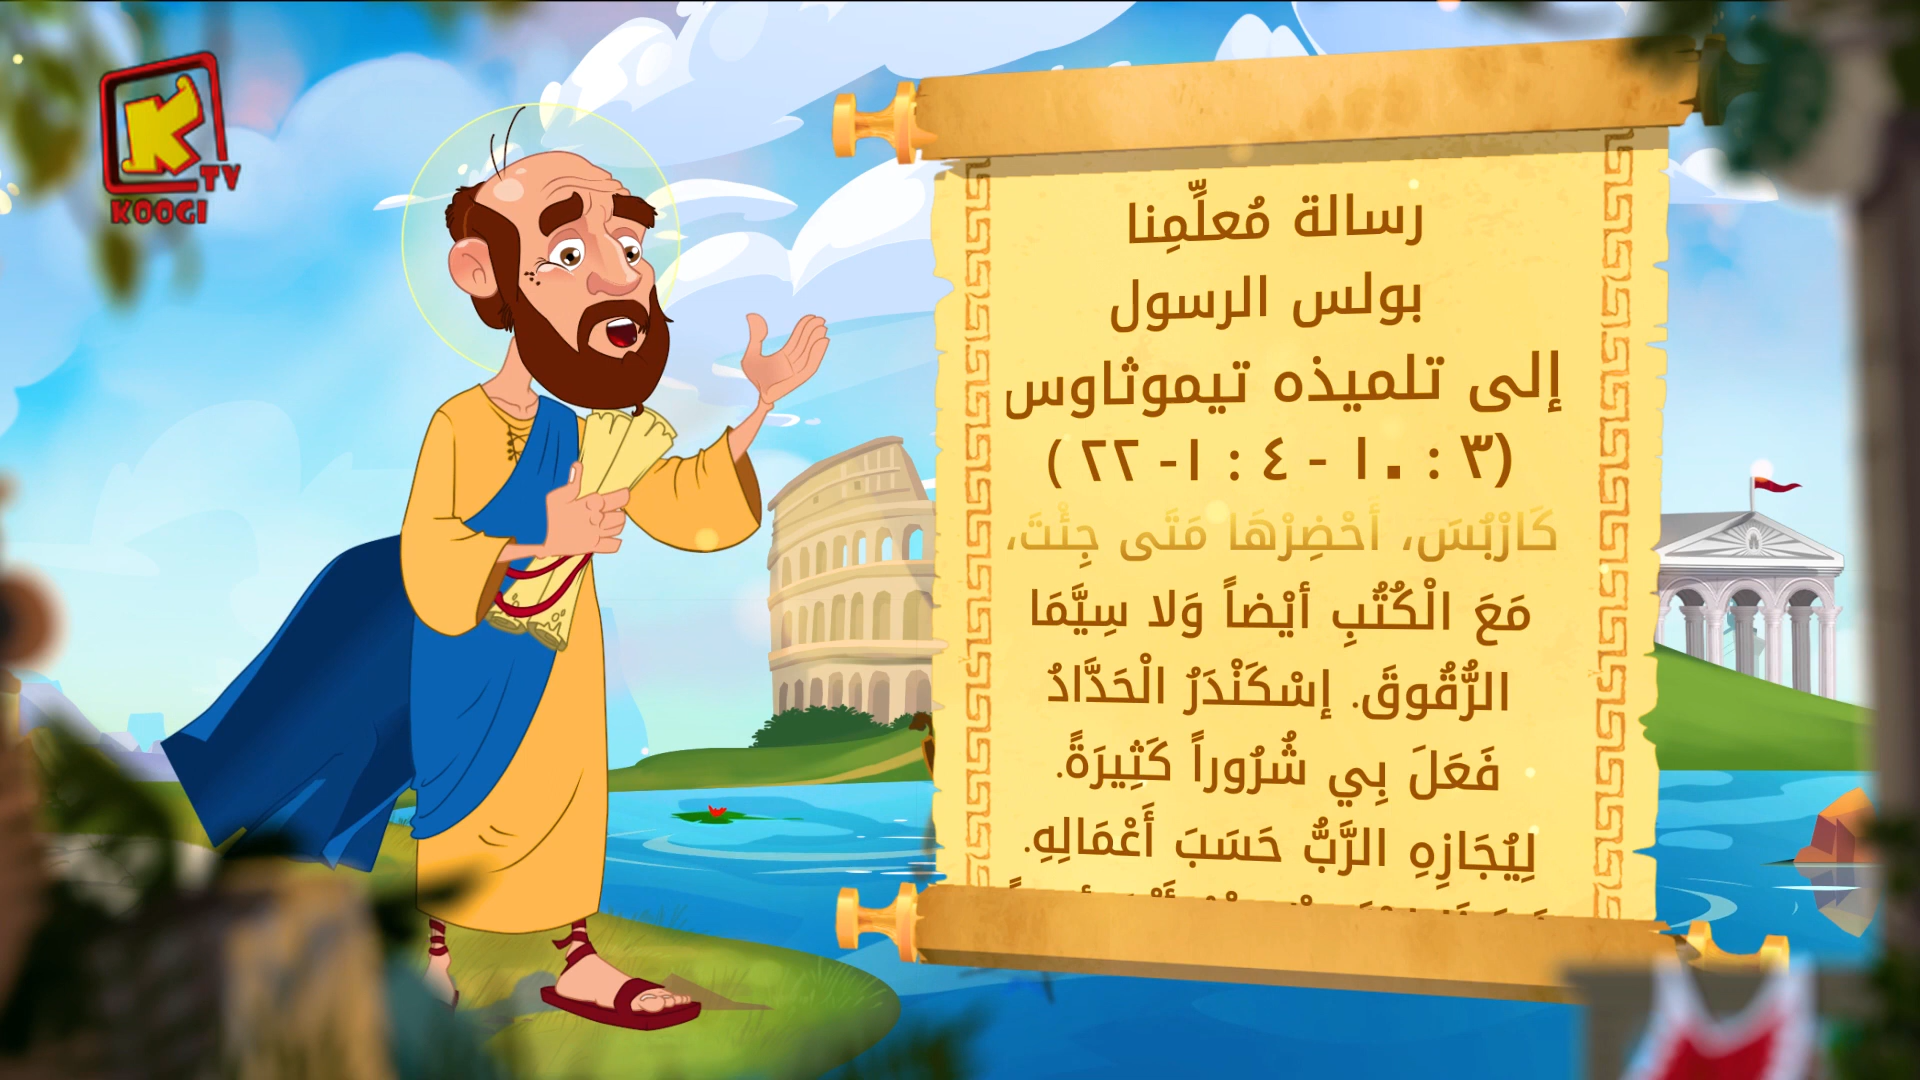 K
TV
KOOGI
رسالة مُعلِّمِنا
بولس الرسول
إلى تلميذه تيموثاوس
(٣ : ١٠ - ٤ : ١- ٢٢ )
كَارْبُسَ، أَحْضِرْهَا مَتَى جِئْتَ،
مَعَ الْكُتُبِ أيْضاً وَلا سِيَّمَا
الرُّقُوقَ. إسْكَنْدَرُ الْحَدَّادُ
فَعَلَ بِي شُرُوراً كَثِيرَةً.
لِيُجَازِهِ الرَّبُّ حَسَبَ أَعْمَالِهِ.